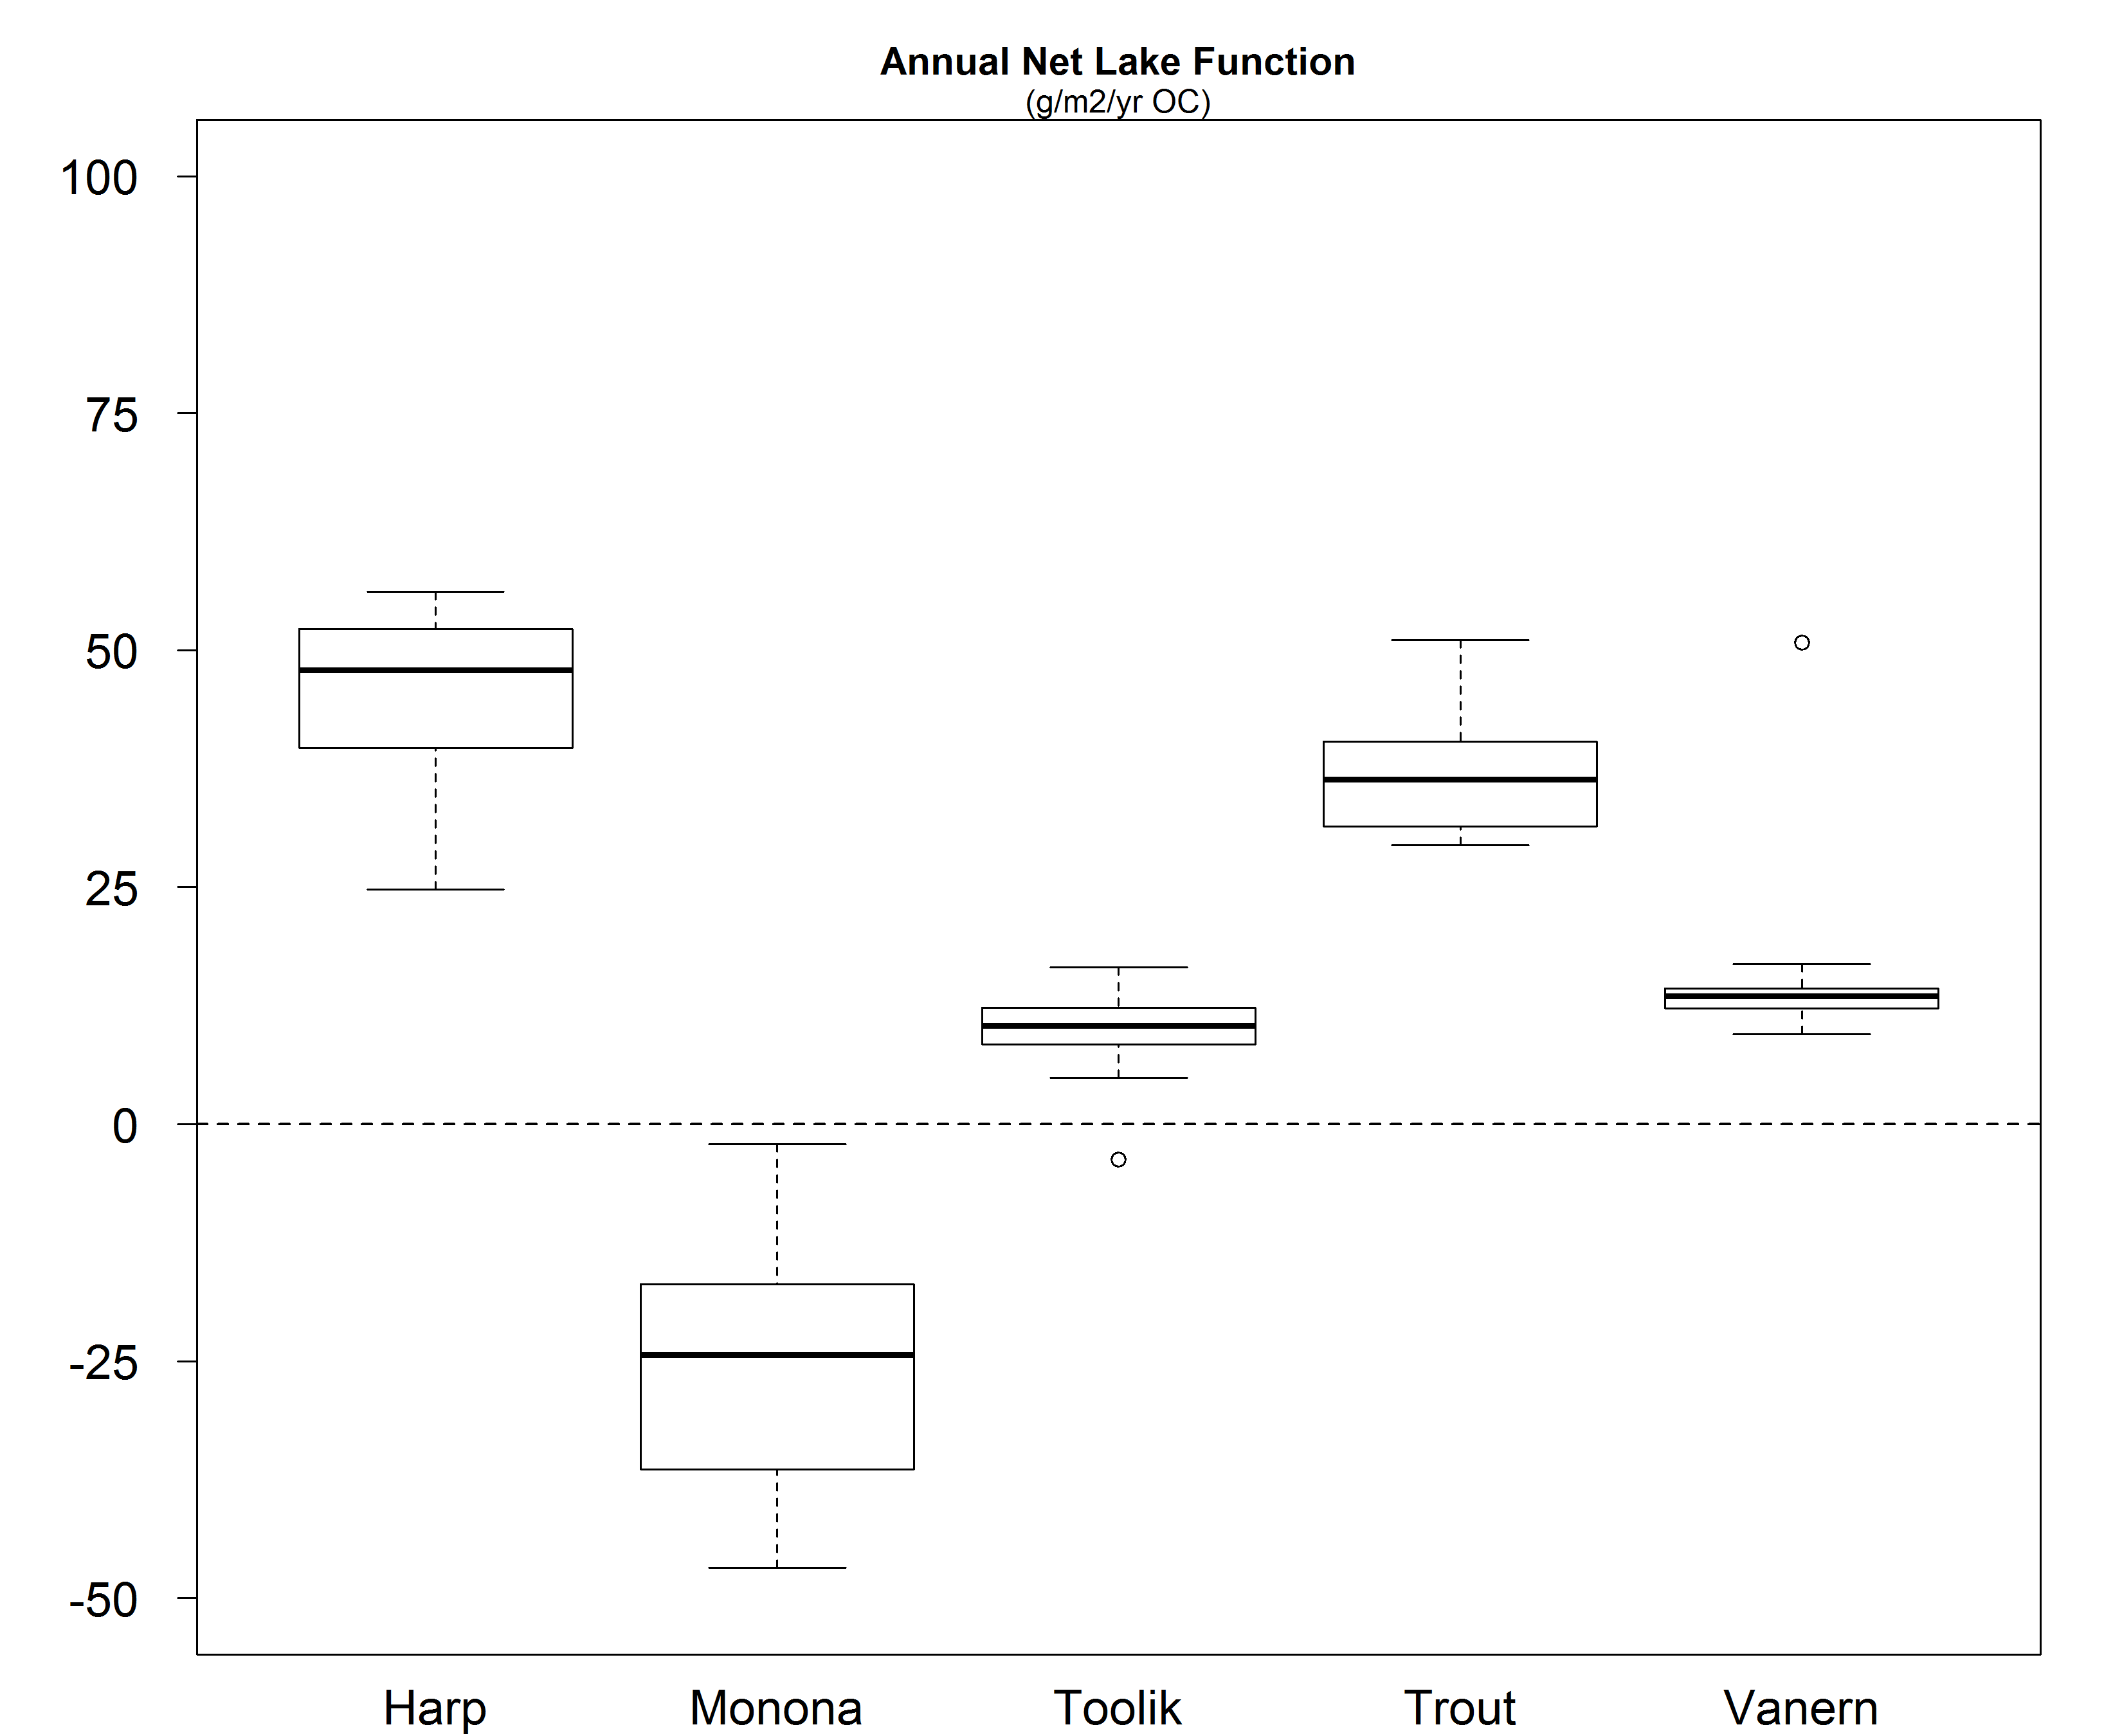 Annual Net Lake Function
(g/m2/yr OC)
100
75
50
25
0
-25
-50
Harp Monona Toolik Trout Vanern